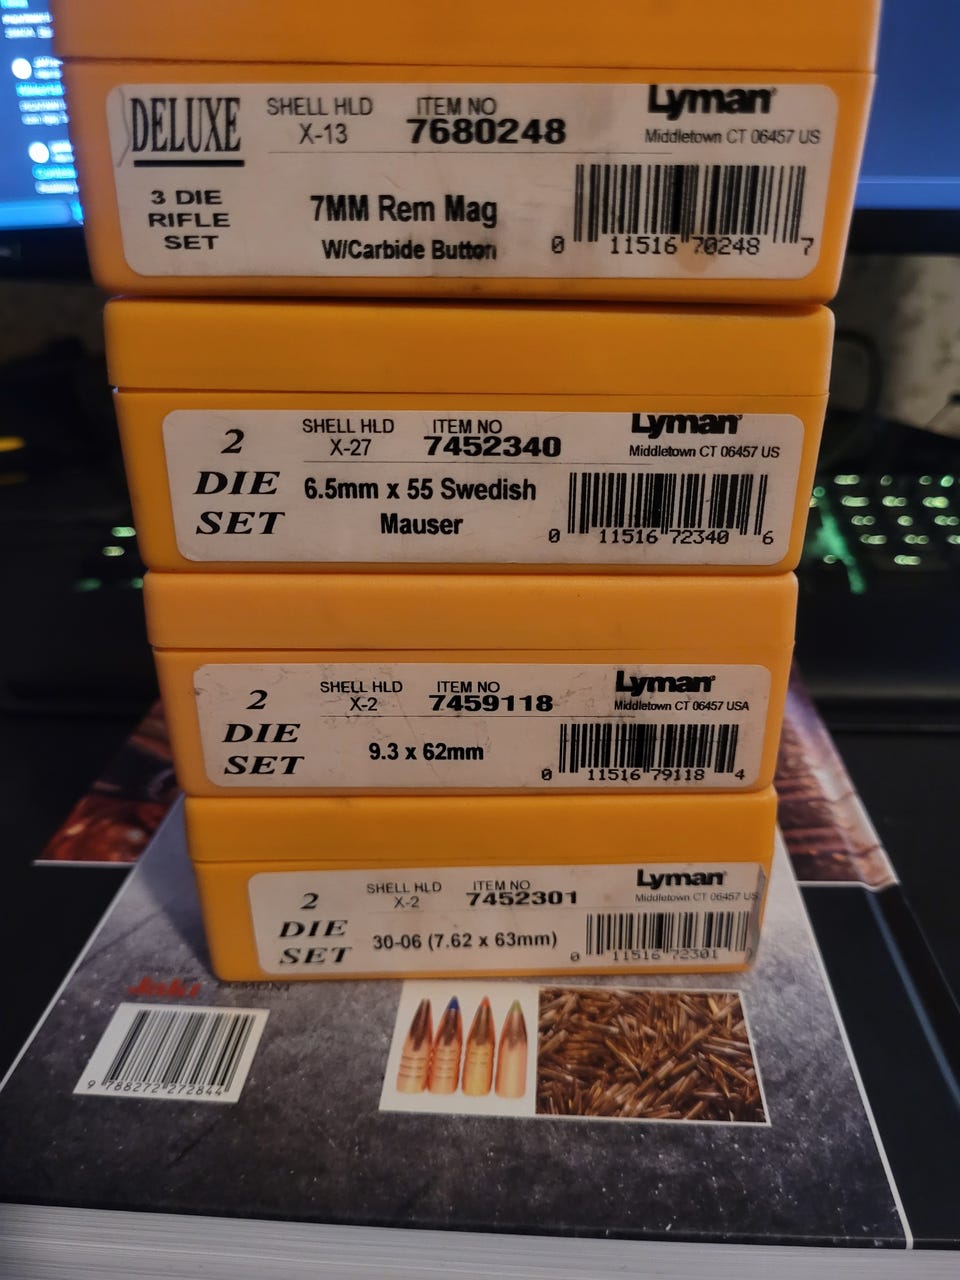 DELUXE
3 DIE
RIFLE
SET
SHELL HLD
X-13
ITEM NO
7680248
Lyman
Middletown CT 06457 US
7MM Rem Mag
W/Carbide Button
0 11516 70248 7
2
DIE
SET
SHELL HLD
X-27
ITEM NO
7452340
Lyman
Middletown CT 06457 US
6.5mm x 55 Swedish
Mauser
0 11516 72340 6
2
DIE
SET
SHELL HLD
X-2
ITEM NO
7459118
Lyman
Middletown CT 06457 USA
9.3 x 62mm
0 11516 79118 4
2
DIE
SET
SHELL HLD
X-2
ITEM NO
7452301
Lyman
Middletown CT 06457 US
30-06 (7.62 x 63mm)
0 11516 72301
9 788272 272844